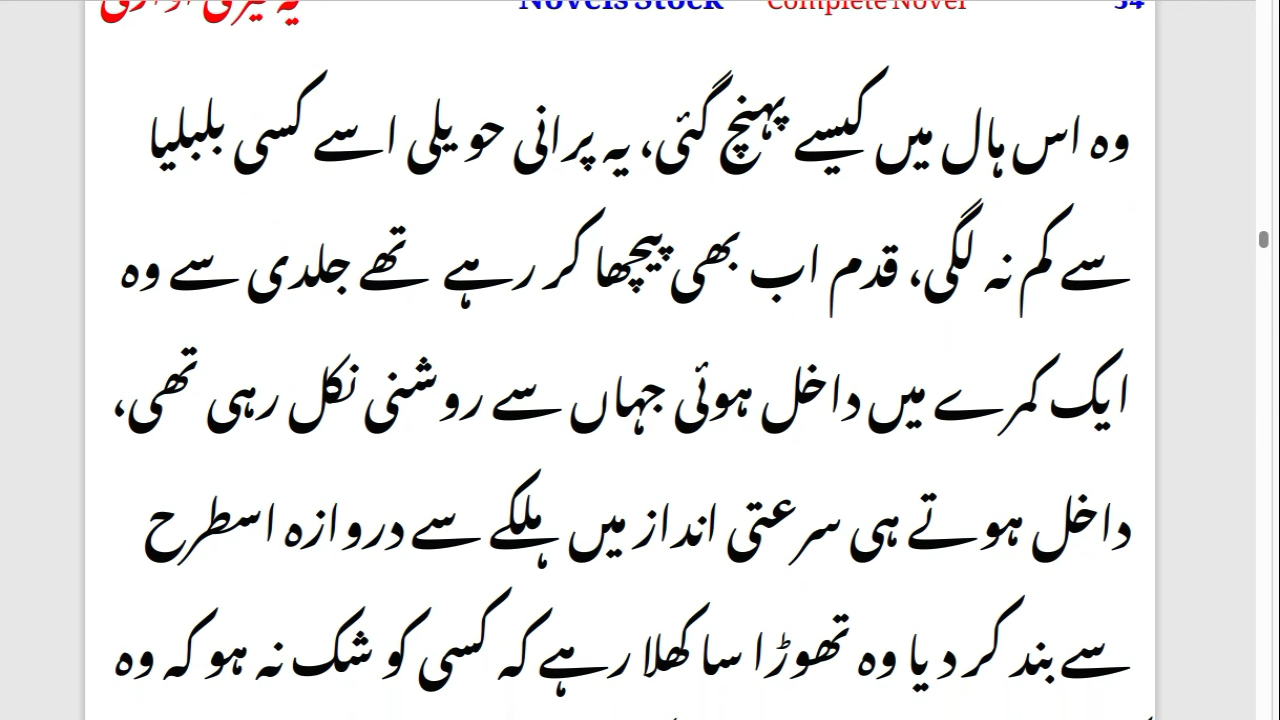 Novels Stock Complete Novel 34
وہ اس ہال میں کیسے پہنچ گئی، یہ پرانی حویلی اسے کسی بلبلیا
سے کم نہ لگی، قدم اب بھی پیچھا کر رہے تھے جلدی سے وہ
ایک کمرے میں داخل ہوئی جہاں سے روشنی نکل رہی تھی،
داخل ہوتے ہی سرعتی انداز میں ہلکے سے دروازہ اسطرح
سے بند کر دیا وہ تھوڑا سا کھلا رہے کہ کسی کو شک نہ ہو کہ وہ